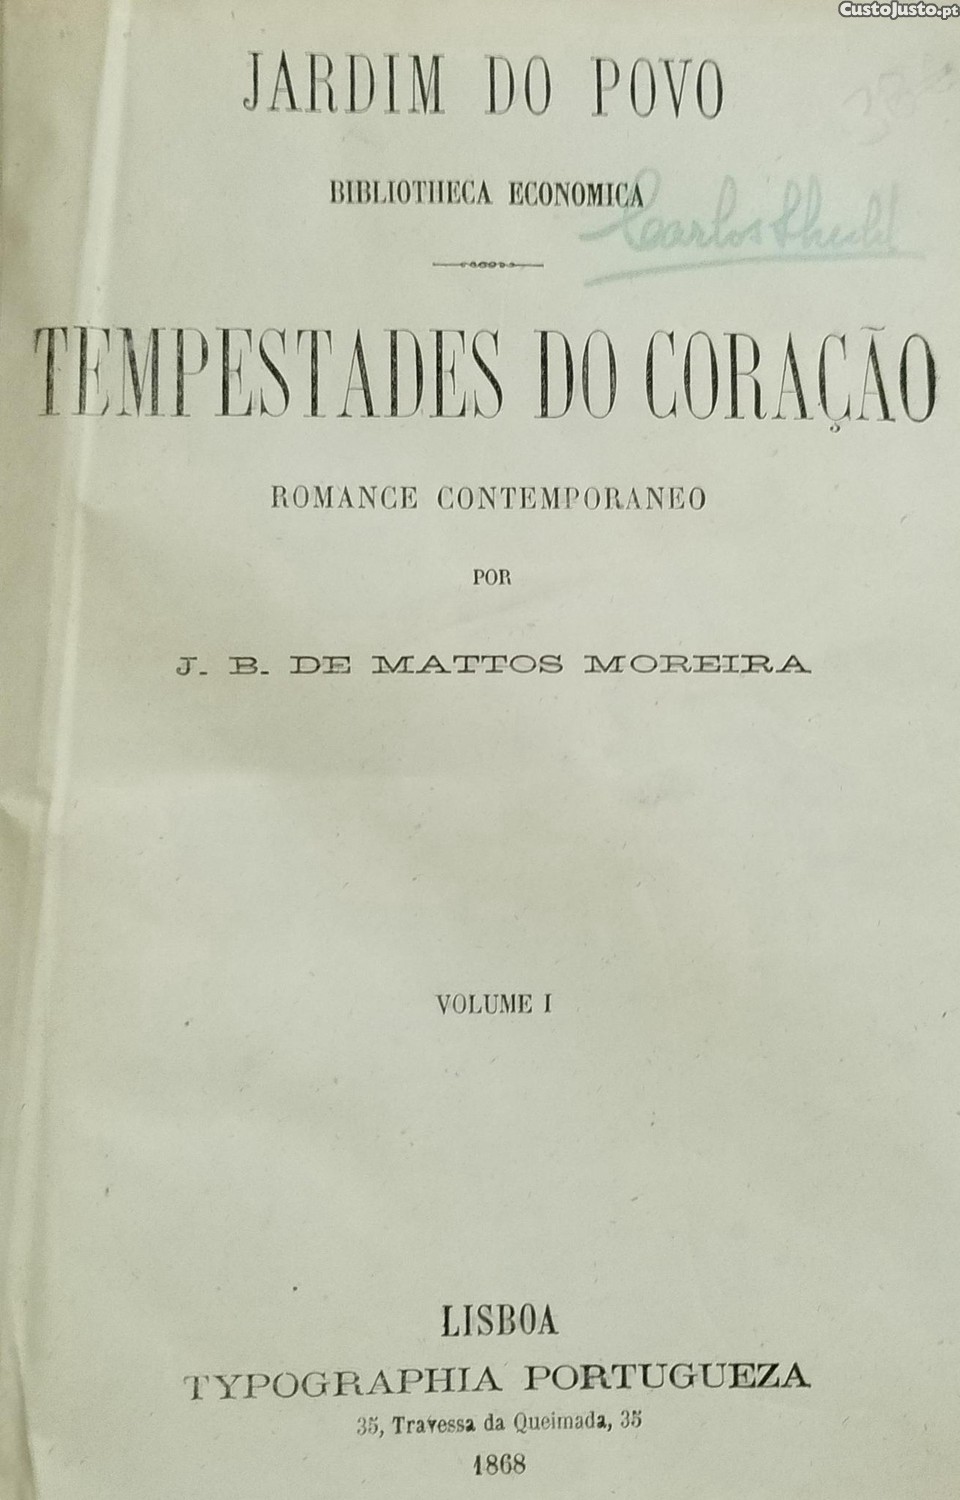 CustoJusto.pt
JARDIM DO POVO
BIBLIOTHECA ECONOMICA
Carlos
TEMPESTADES DO CORAÇÃO
ROMANCE CONTEMPORANEO
POR
J. B. DE MATTOS MOREIRA
VOLUME I
LISBOA
TYPOGRAPHIA PORTUGUEZA
35, Travessa da Queimada, 35
1868